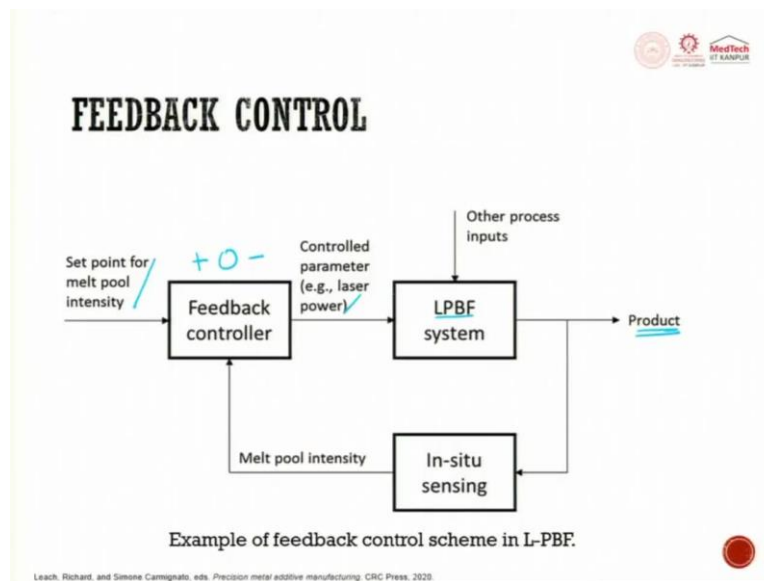 MedTech
IIT KANPUR
FEEDBACK CONTROL
Other process
inputs
Set point for
melt pool
intensity
+ O -
Controlled
parameter
(e.g., laser
power)
Feedback
controller
LPBF
system
Product
Melt pool intensity
In-situ
sensing
Example of feedback control scheme in L-PBF.
Leach, Richard, and Simone Carmignato, eds. Precision metal additive manufacturing. CRC Press, 2020.